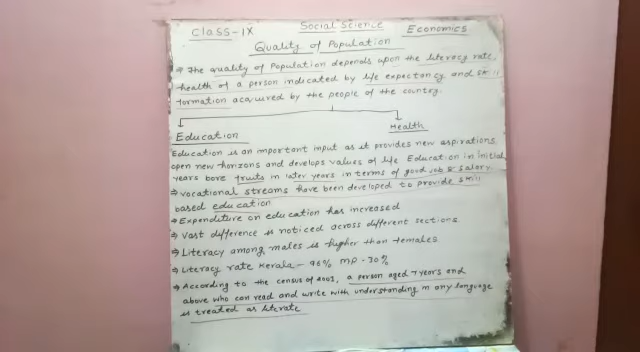 Class-IX Social Science Economics
Quality of Population
⇒ The quality of Population depends upon the literacy rate,
health of a person indicated by life expectancy and skill
formation acquired by the people of the country.
Education Health
Education is an important input as it provides new aspirations
open new horizons and develops values of life Education in initial
years bore fruits in later years in terms of good job & salary.
⇒ vocational streams have been developed to provide skill
based education
⇒ Expenditure on education has increased
⇒ Vast difference is noticed across different sections
⇒ Literacy among males is higher than females
⇒ Literacy rate Kerala - 96% MP - 30%
⇒ According to the census of 2001, a person aged 7 years and
above who can read and write with understanding in any language
is treated as literate